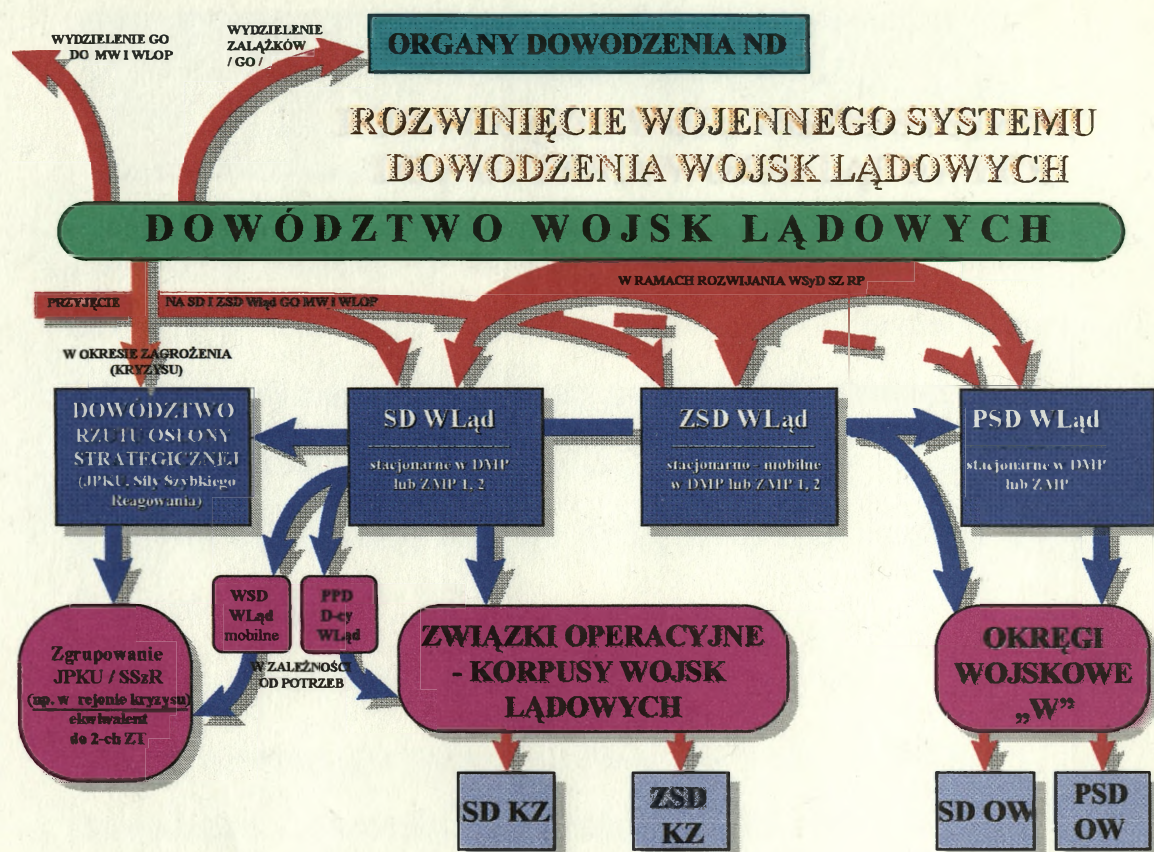 WYDZIELENIE GO
DO MW I WLOP
WYDZIELENIE
ZALĄŻKÓW
/ GO /
ORGANY DOWODZENIA ND
ROZWINIĘCIE WOJENNEGO SYSTEMU
DOWODZENIA WOJSK LĄDOWYCH
DOWÓDZTWO WOJSK LĄDOWYCH
W RAMACH ROZWIJANIA WSyD SZ RP
PRZYJĘCIE
NA SD I ZSD WLąd GO MW I WLOP
W OKRESIE ZAGROŻENIA
(KRYZYSU)
DOWÓDZTWO
RZUTU OSŁONY
STRATEGICZNEJ
(JPKU, Siły Szybkiego
Reagowania)
SD WLąd
stacjonarne w DMP
lub ZMP 1, 2
ZSD WLąd
stacjonarno - mobilne
w DMP lub ZMP 1, 2
PSD WLąd
stacjonarne w DMP
lub ZMP
WSD
WLąd
mobilne
PPD
D-cy
WLąd
W ZALEŻNOŚCI
OD POTRZEB
Zgrupowanie
JPKU / SSzR
(np. w rejonie kryzysu)
ekwiwalent
do 2-ch ZT
ZWIĄZKI OPERACYJNE
- KORPUSY WOJSK
LĄDOWYCH
OKRĘGI
WOJSKOWE
„W”
SD KZ
ZSD
KZ
SD OW
PSD
OW